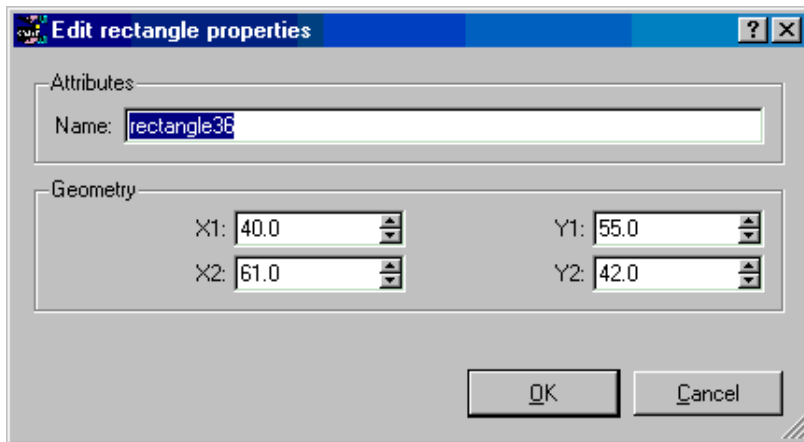 Edit rectangle properties
Attributes
Name: rectangle36
Geometry
X1: 40.0 Y1: 55.0
X2: 61.0 Y2: 42.0
OK Cancel